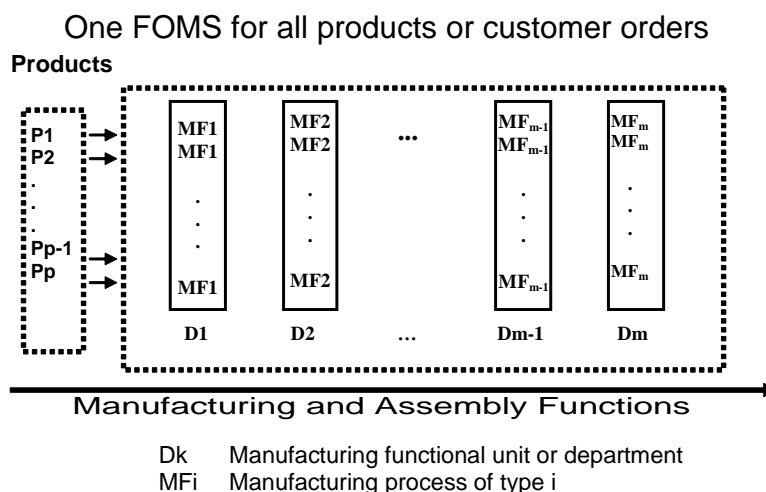 One FOMS for all products or customer orders
Products
P1
P2
.
.
.
Pp-1
Pp
MF1
MF1
.
.
.
MF1
D1
MF2
MF2
.
.
.
MF2
D2
...
...
MFm-1
MFm-1
.
.
.
MFm-1
Dm-1
MFm
MFm
.
.
.
MFm
Dm
Manufacturing and Assembly Functions
Dk Manufacturing functional unit or department
MFi Manufacturing process of type i